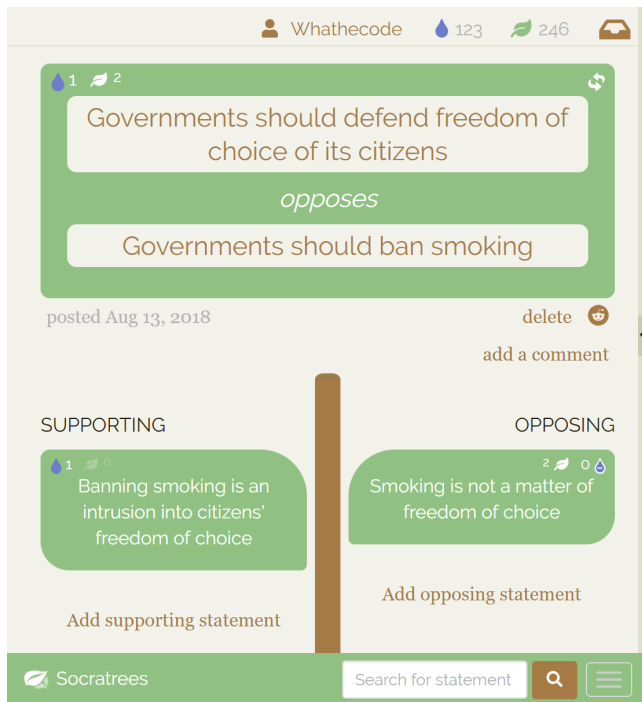 Whathecode 123 246
1 2
Governments should defend freedom of
choice of its citizens
opposes
Governments should ban smoking
posted Aug 13, 2018
delete
add a comment
SUPPORTING
1 0
Banning smoking is an
intrusion into citizens'
freedom of choice
Add supporting statement
OPPOSING
2 0
Smoking is not a matter of
freedom of choice
Add opposing statement
Socratrees
Search for statement